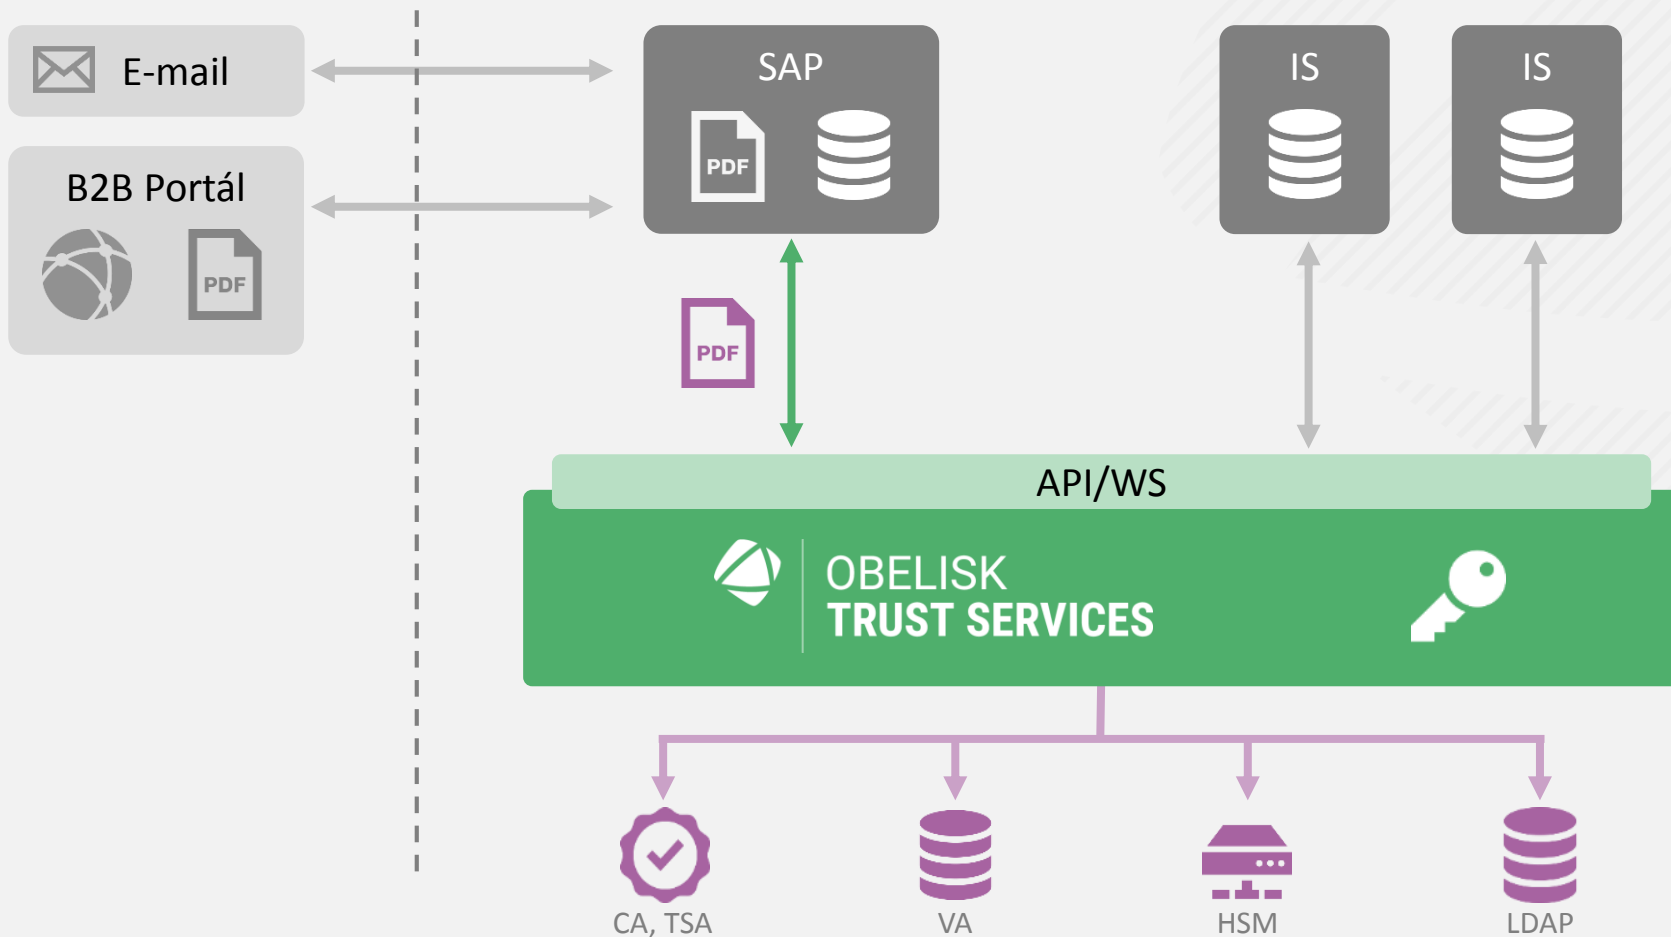 E-mail
B2B Portál
PDF
SAP
PDF
IS
IS
PDF
API/WS
OBELISK
TRUST SERVICES
CA, TSA
VA
HSM
LDAP